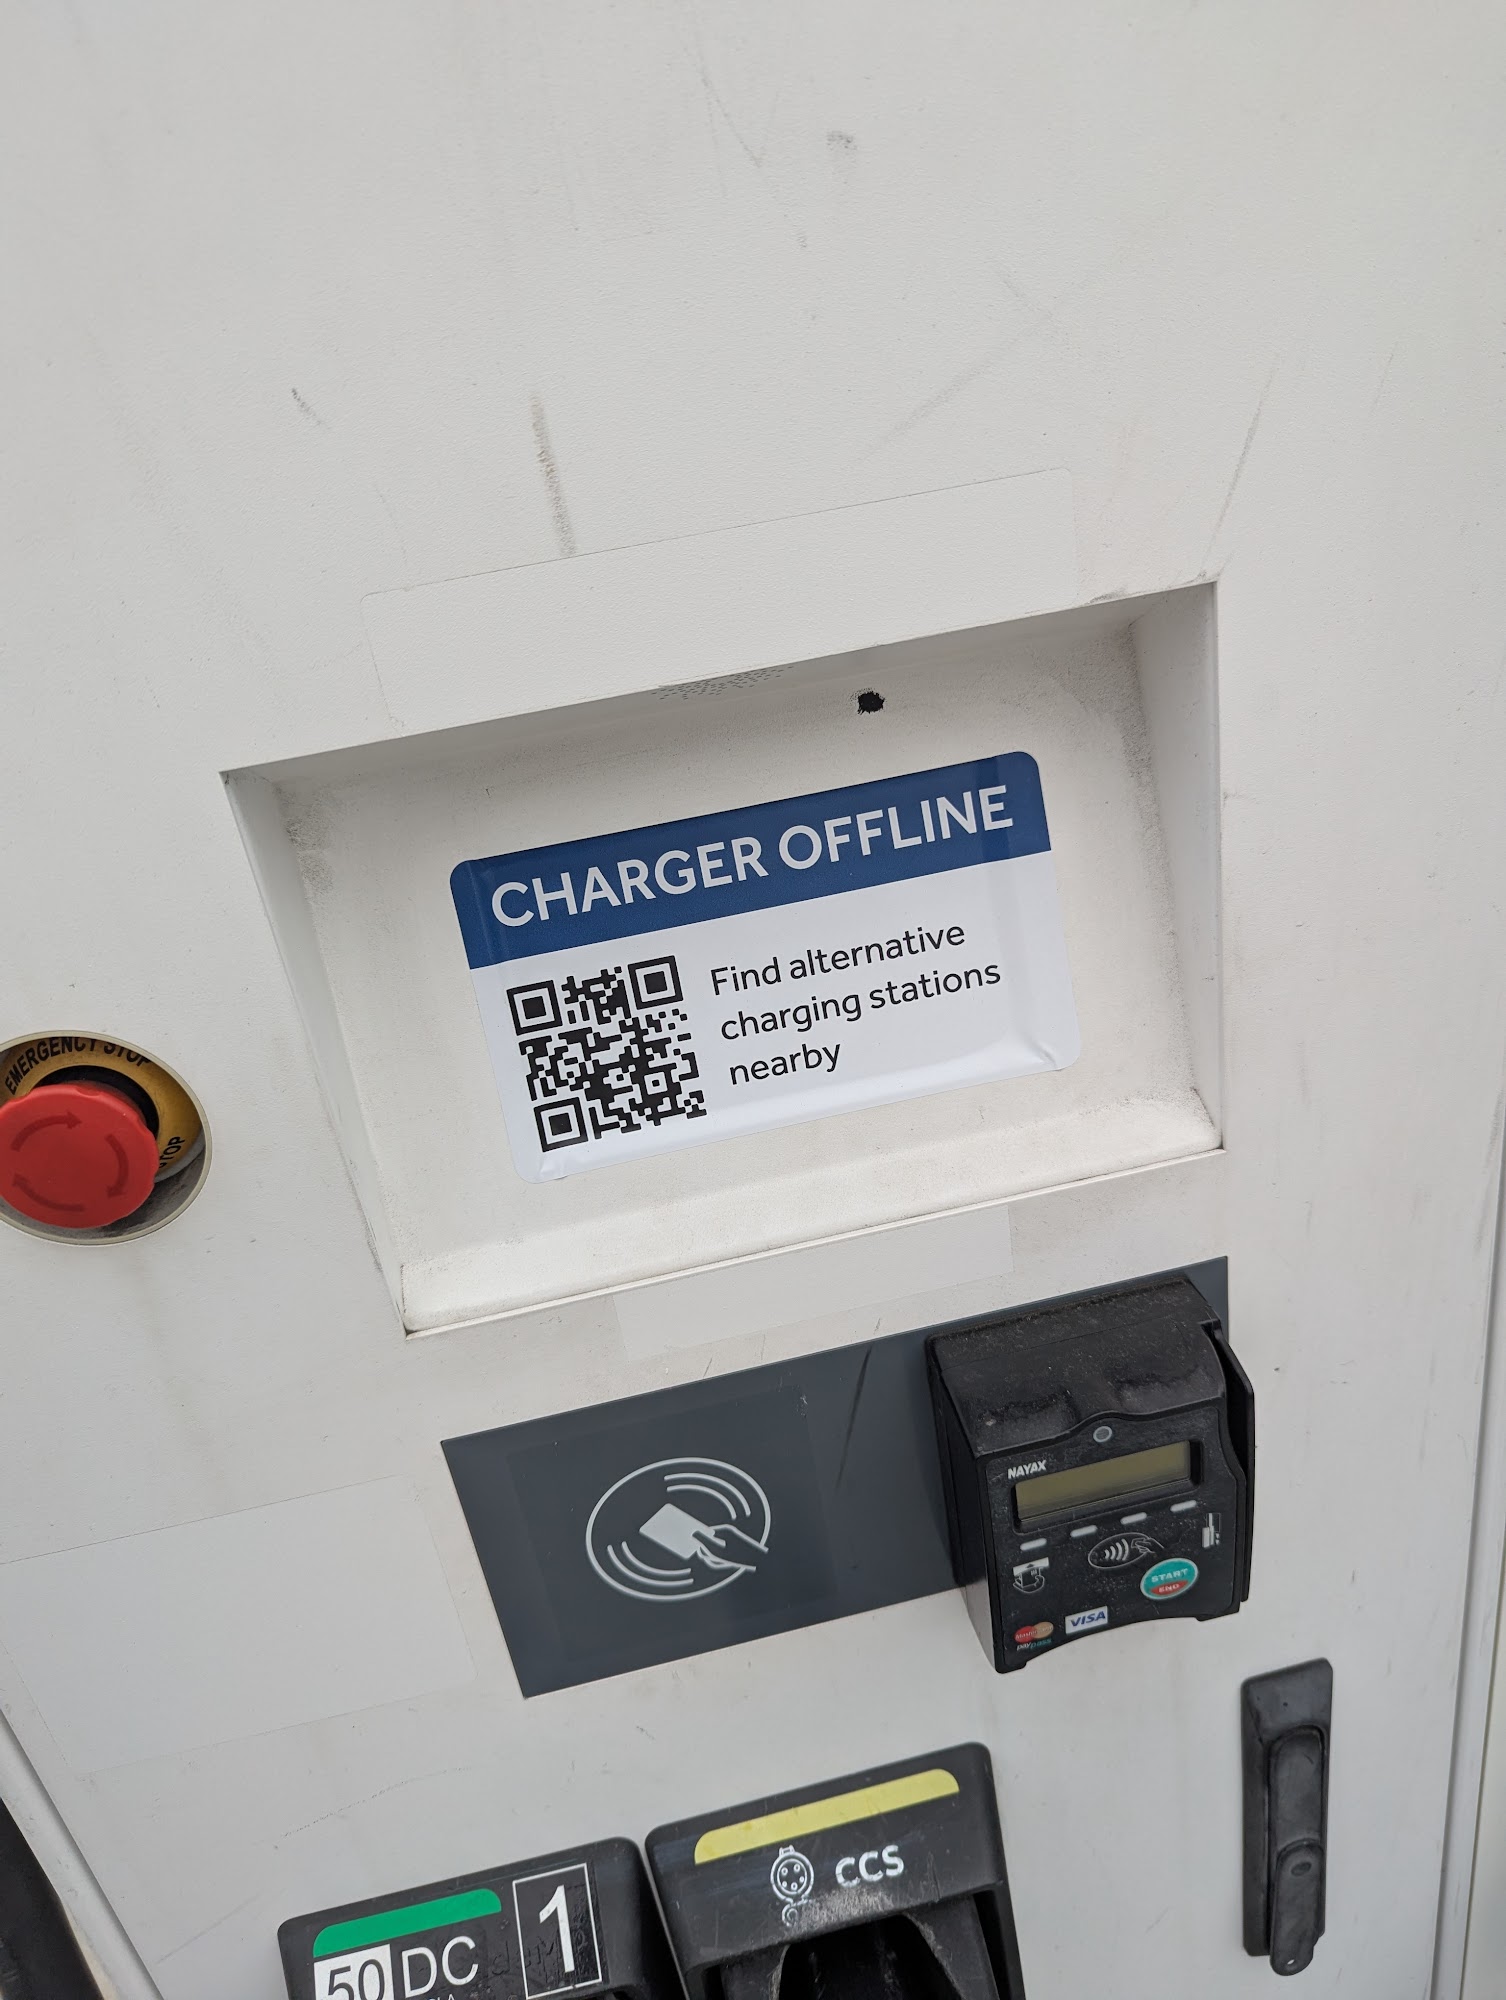 CHARGER OFFLINE
Find alternative
charging stations
nearby
EMERGENCY STOP
NAYAX
START
END
VISA
CCS
1
50 DC